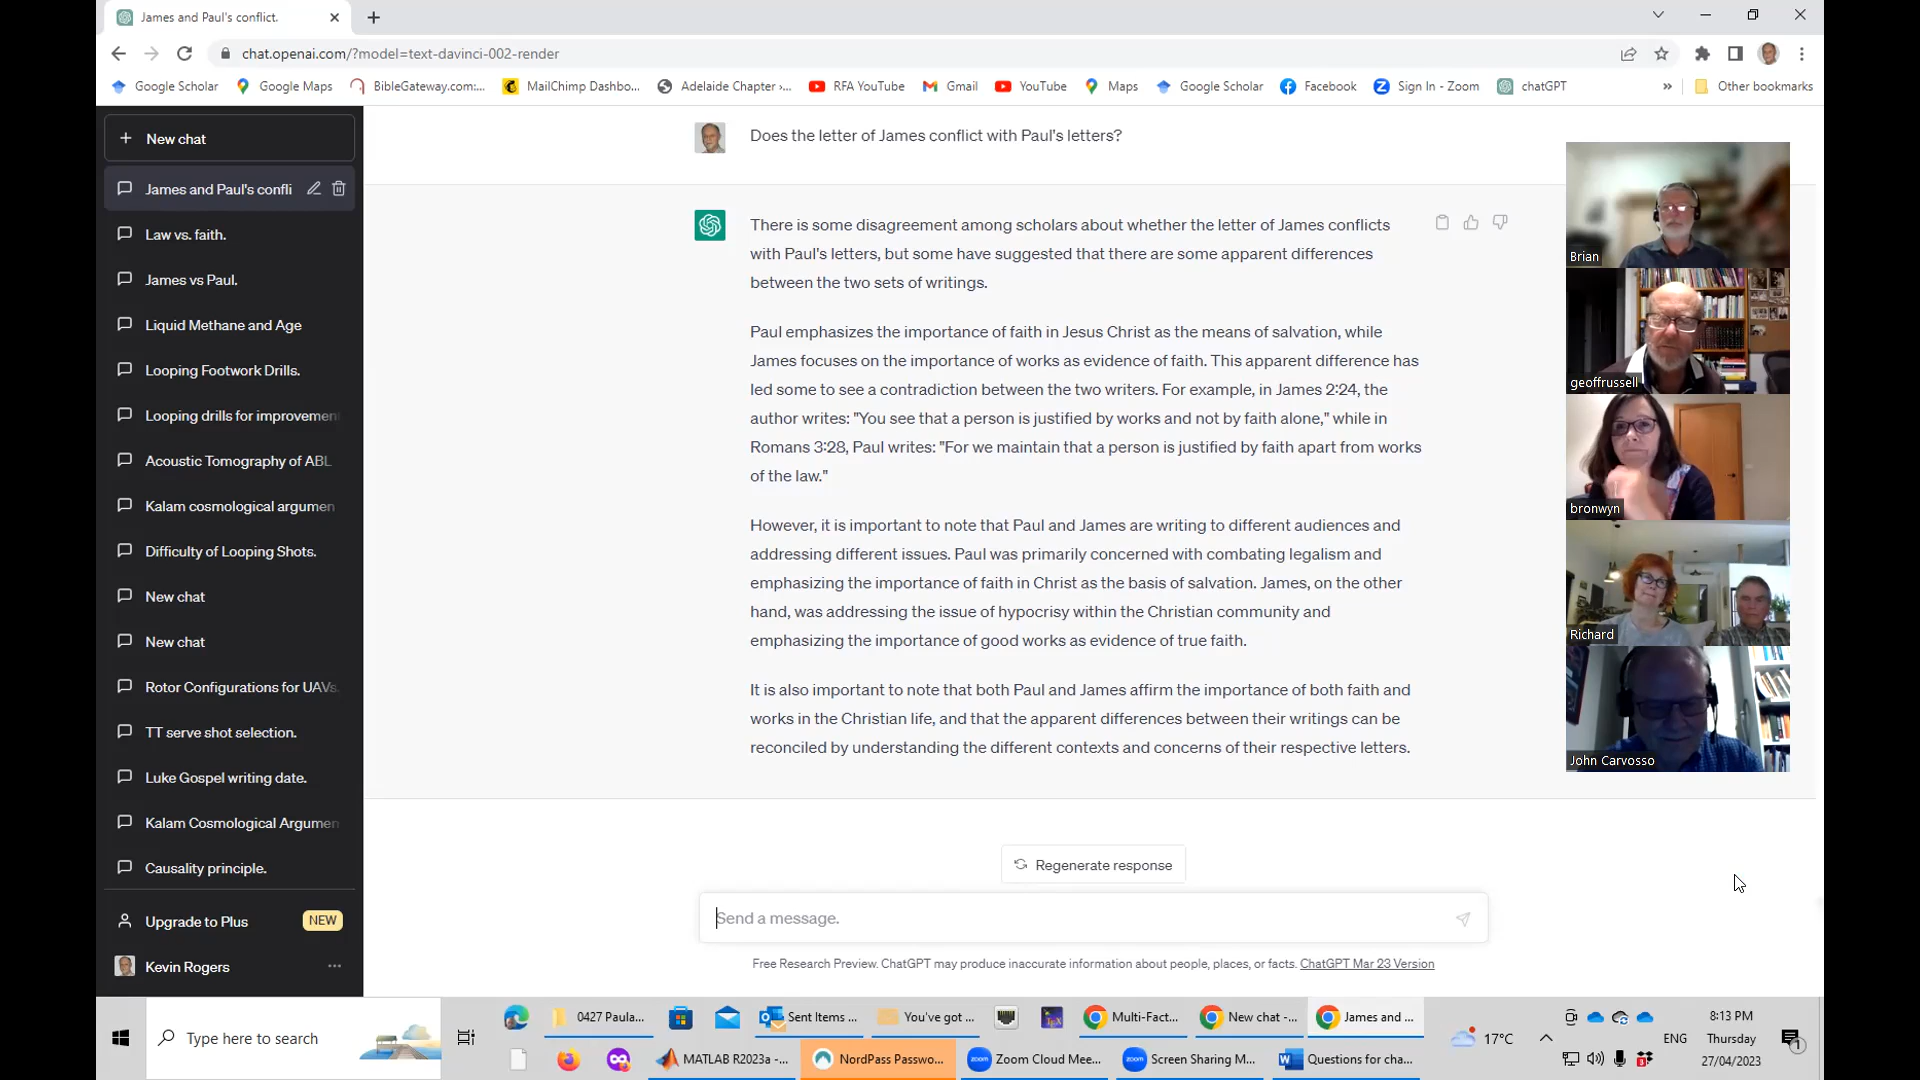 James and Paul's conflict.
chat.openai.com/?model=text-davinci-002-render
Google Scholar
Google Maps
BibleGateway.com:...
MailChimp Dashbo...
Adelaide Chapter ›...
RFA YouTube
Gmail
YouTube
Maps
Google Scholar
Facebook
Sign In - Zoom
chatGPT
»
Other bookmarks
+ New chat
James and Paul's confli
Law vs. faith.
James vs Paul.
Liquid Methane and Age
Looping Footwork Drills.
Looping drills for improvemen
Acoustic Tomography of ABL
Kalam cosmological argumen
Difficulty of Looping Shots.
New chat
New chat
Rotor Configurations for UAVs.
TT serve shot selection.
Luke Gospel writing date.
Kalam Cosmological Argumen
Causality principle.
Upgrade to Plus
NEW
Kevin Rogers
Does the letter of James conflict with Paul's letters?
There is some disagreement among scholars about whether the letter of James conflicts
with Paul's letters, but some have suggested that there are some apparent differences
between the two sets of writings.
Paul emphasizes the importance of faith in Jesus Christ as the means of salvation, while
James focuses on the importance of works as evidence of faith. This apparent difference has
led some to see a contradiction between the two writers. For example, in James 2:24, the
author writes: "You see that a person is justified by works and not by faith alone," while in
Romans 3:28, Paul writes: "For we maintain that a person is justified by faith apart from works
of the law."
However, it is important to note that Paul and James are writing to different audiences and
addressing different issues. Paul was primarily concerned with combating legalism and
emphasizing the importance of faith in Christ as the basis of salvation. James, on the other
hand, was addressing the issue of hypocrisy within the Christian community and
emphasizing the importance of good works as evidence of true faith.
It is also important to note that both Paul and James affirm the importance of both faith and
works in the Christian life, and that the apparent differences between their writings can be
reconciled by understanding the different contexts and concerns of their respective letters.
Regenerate response
Send a message.
Free Research Preview. ChatGPT may produce inaccurate information about people, places, or facts. ChatGPT Mar 23 Version
Brian
geoffrussell
bronwyn
Richard
John Carvosso
Type here to search
0427 Paula...
Sent Items ...
You've got ...
Multi-Fact...
New chat -...
James and ...
MATLAB R2023a -...
NordPass Passwo...
Zoom Cloud Mee...
Screen Sharing M...
Questions for cha...
17°C
ENG
8:13 PM
Thursday
27/04/2023
1